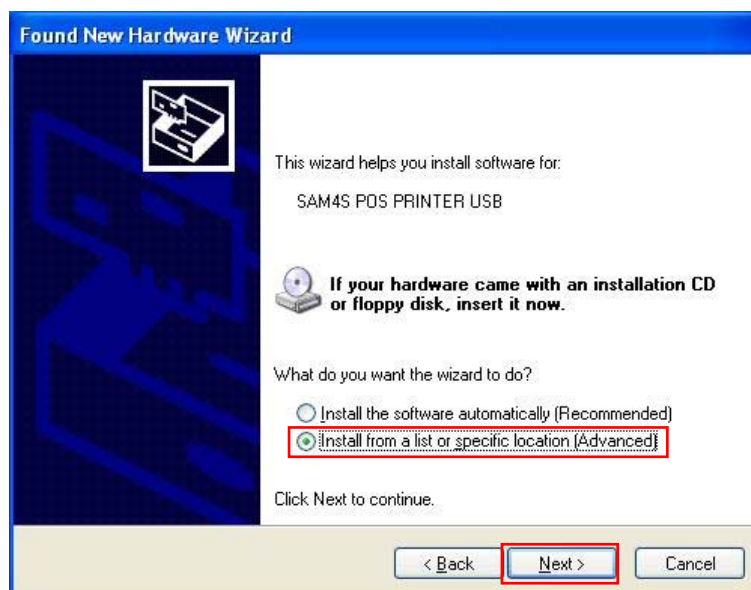 Found New Hardware Wizard
This wizard helps you install software for:
SAM4S POS PRINTER USB
If your hardware came with an installation CD
or floppy disk, insert it now.
What do you want the wizard to do?
Install the software automatically (Recommended)
Install from a list or specific location (Advanced)
Click Next to continue.
< Back Next > Cancel